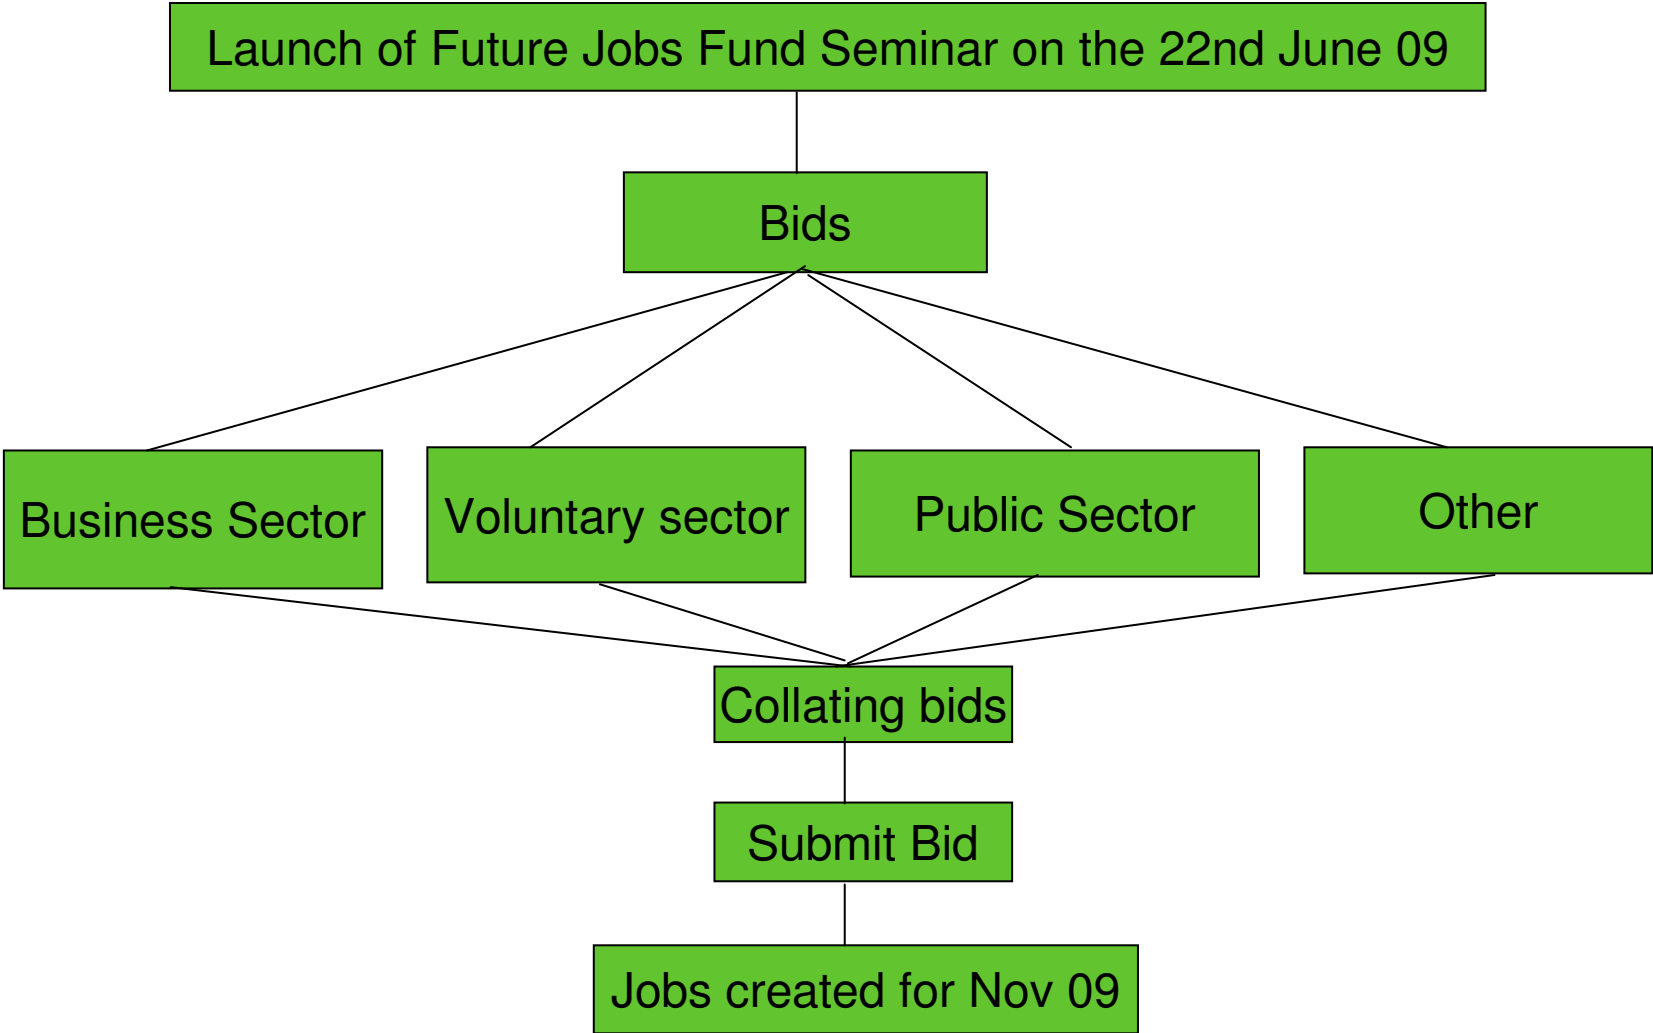 Launch of Future Jobs Fund Seminar on the 22nd June 09
Bids
Business Sector
Voluntary sector
Public Sector
Other
Collating bids
Submit Bid
Jobs created for Nov 09